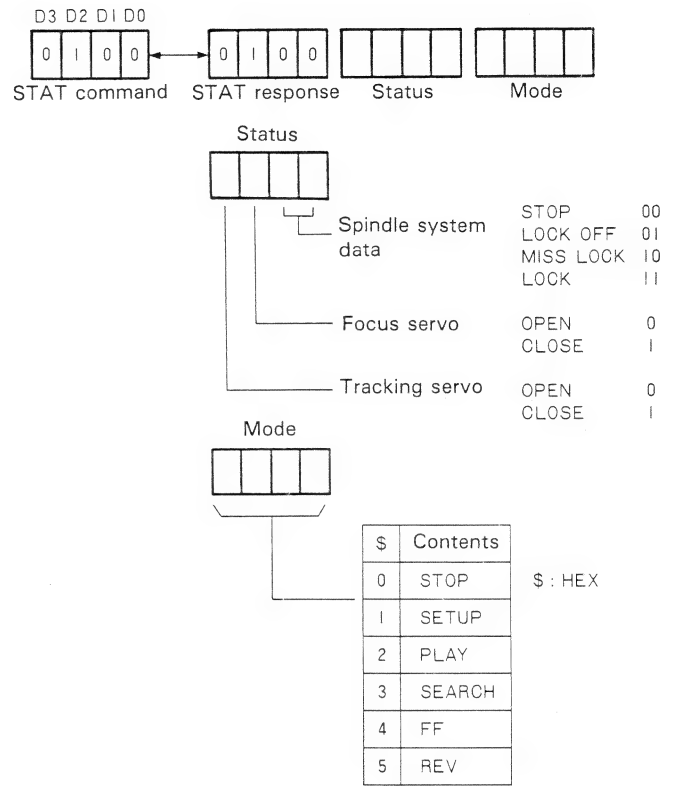 D3 D2 D1 D0
0 1 0 0 0 1 0 0
STAT command STAT response Status Mode
Status
Spindle system data
STOP 00
LOCK OFF 01
MISS LOCK 10
LOCK 11
Focus servo
OPEN 0
CLOSE 1
Tracking servo
OPEN 0
CLOSE 1
Mode
$ Contents
0 STOP $ : HEX
1 SETUP
2 PLAY
3 SEARCH
4 FF
5 REV